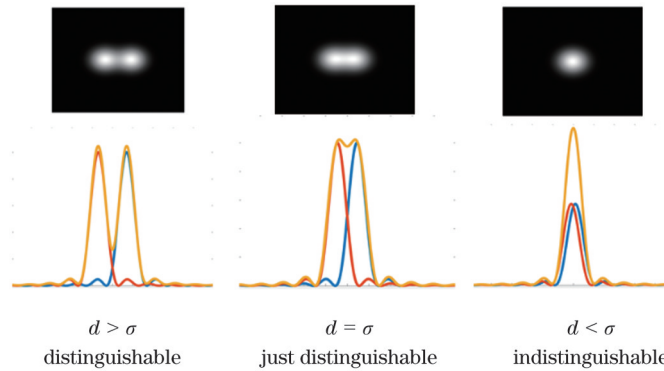 d > σ
d = σ
d < σ
distinguishable
just distinguishable
indistinguishable